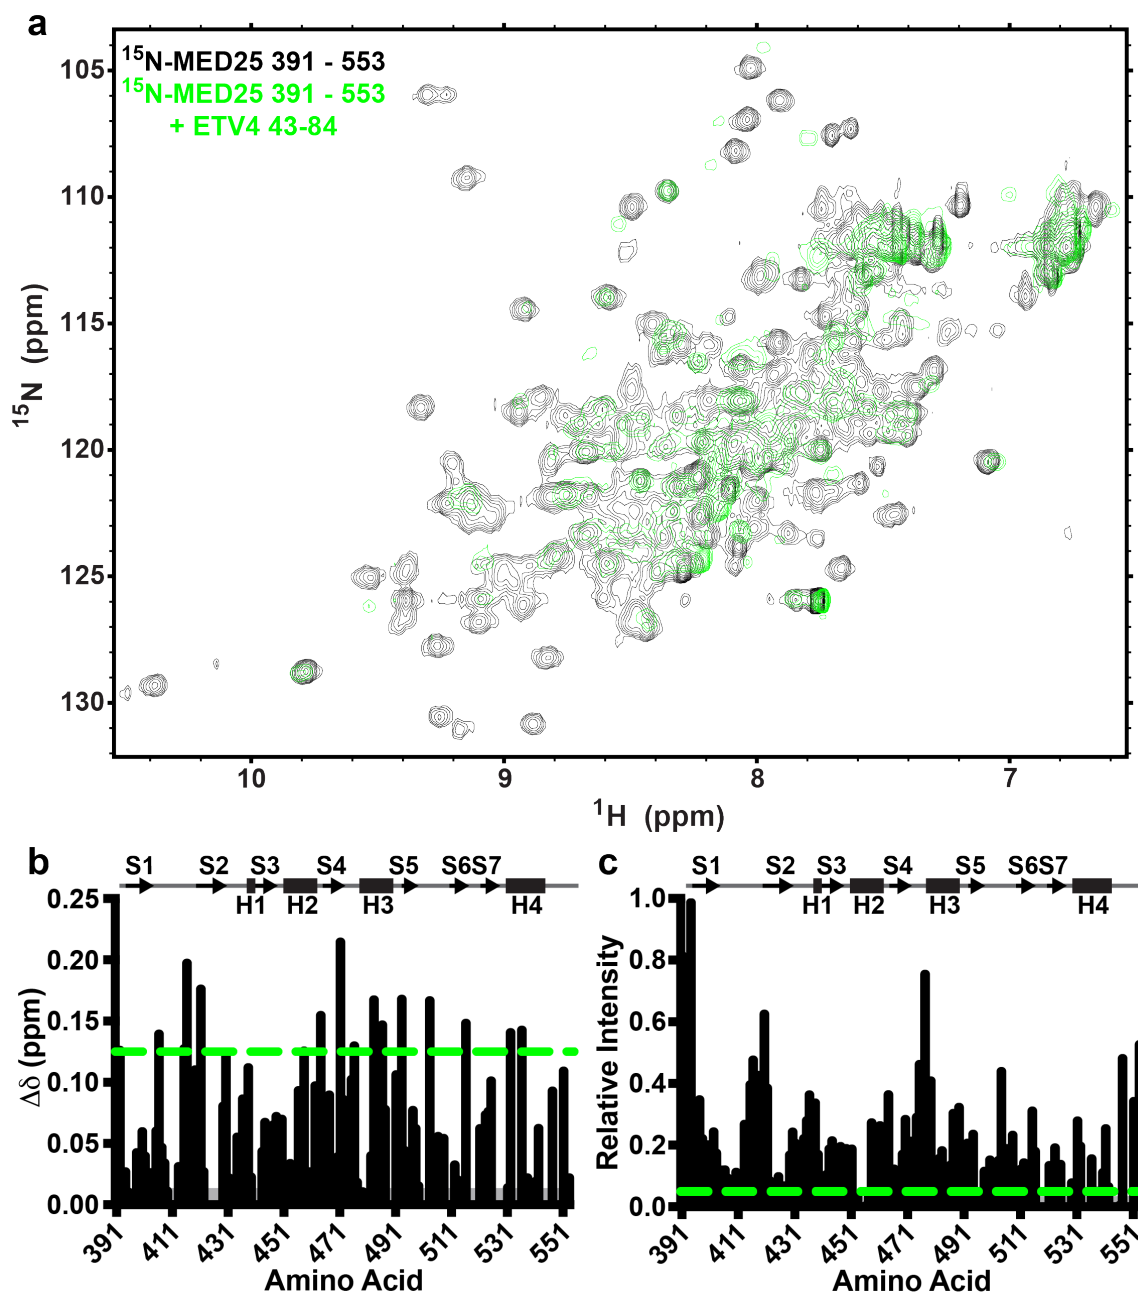 a
15N-MED25 391 - 553
15N-MED25 391 - 553
+ ETV4 43-84
105
110
115
120
125
130
15N (ppm)
10 9 8 7
1H (ppm)
b
S1 S2 S3 S4 S5 S6 S7
H1 H2 H3 H4
0.25
0.20
0.15
0.10
0.05
0.00
Δδ (ppm)
391 411 431 451 471 491 511 531 551
Amino Acid
c
S1 S2 S3 S4 S5 S6 S7
H1 H2 H3 H4
1.0
0.8
0.6
0.4
0.2
0.0
Relative Intensity
391 411 431 451 471 491 511 531 551
Amino Acid